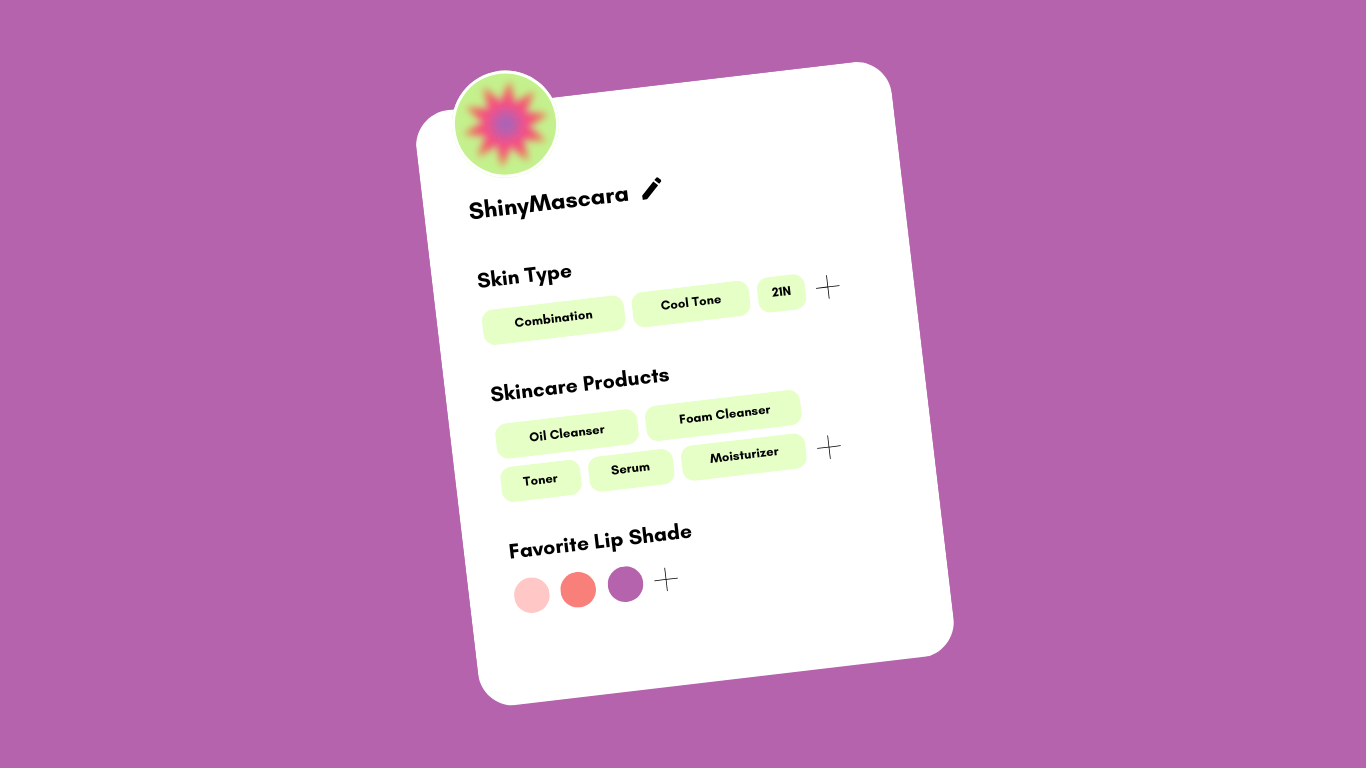 ShinyMascara
Skin Type
Combination Cool Tone 21N
Skincare Products
Oil Cleanser Foam Cleanser
Toner Serum Moisturizer
Favorite Lip Shade